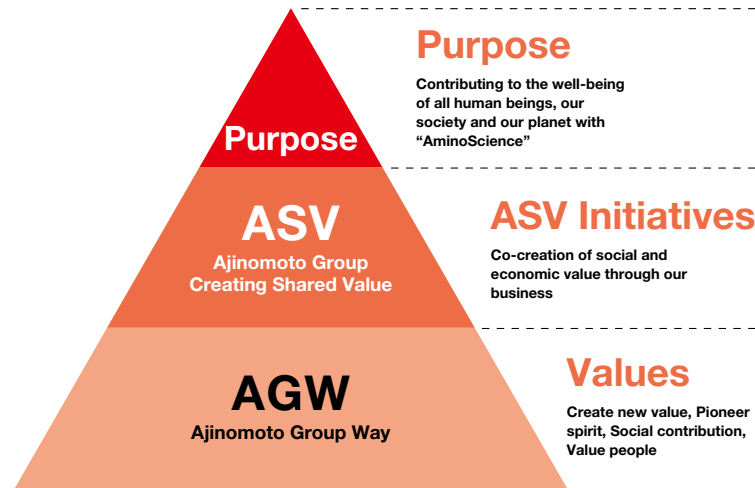 Purpose
Purpose
Contributing to the well-being
of all human beings, our
society and our planet with
“AminoScience”
ASV
Ajinomoto Group
Creating Shared Value
ASV Initiatives
Co-creation of social and
economic value through our
business
AGW
Ajinomoto Group Way
Values
Create new value, Pioneer
spirit, Social contribution,
Value people